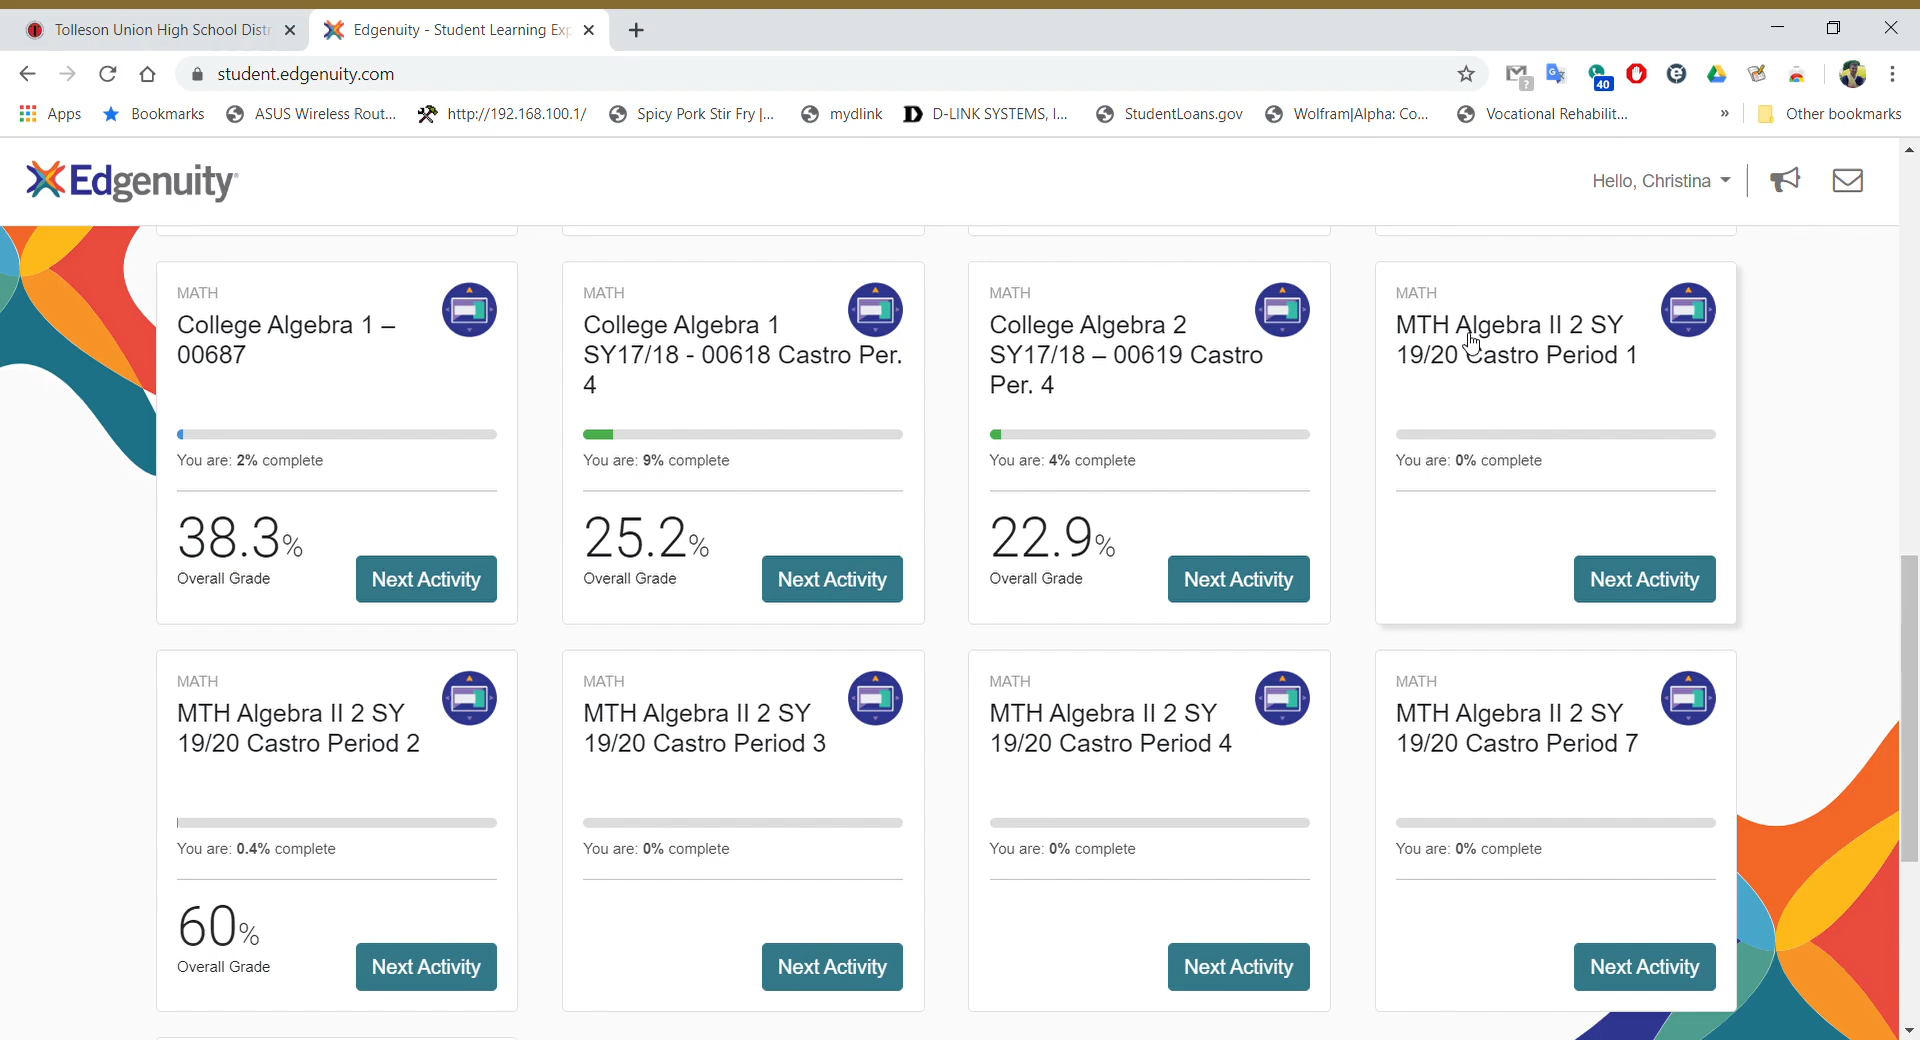 Tolleson Union High School Distr
Edgenuity - Student Learning Exp
student.edgenuity.com
?
40
Apps
Bookmarks
ASUS Wireless Rout...
http://192.168.100.1/
Spicy Pork Stir Fry |...
mydlink
D D-LINK SYSTEMS, I...
StudentLoans.gov
Wolfram|Alpha: Co...
Vocational Rehabilit...
»
Other bookmarks
Edgenuity
Hello, Christina
MATH
College Algebra 1 –
00687
You are: 2% complete
38.3%
Overall Grade
Next Activity
MATH
College Algebra 1
SY17/18 - 00618 Castro Per.
4
You are: 9% complete
25.2%
Overall Grade
Next Activity
MATH
College Algebra 2
SY17/18 – 00619 Castro
Per. 4
You are: 4% complete
22.9%
Overall Grade
Next Activity
MATH
MTH Algebra II 2 SY
19/20 Castro Period 1
You are: 0% complete
Next Activity
MATH
MTH Algebra II 2 SY
19/20 Castro Period 2
You are: 0.4% complete
60%
Overall Grade
Next Activity
MATH
MTH Algebra II 2 SY
19/20 Castro Period 3
You are: 0% complete
Next Activity
MATH
MTH Algebra II 2 SY
19/20 Castro Period 4
You are: 0% complete
Next Activity
MATH
MTH Algebra II 2 SY
19/20 Castro Period 7
You are: 0% complete
Next Activity